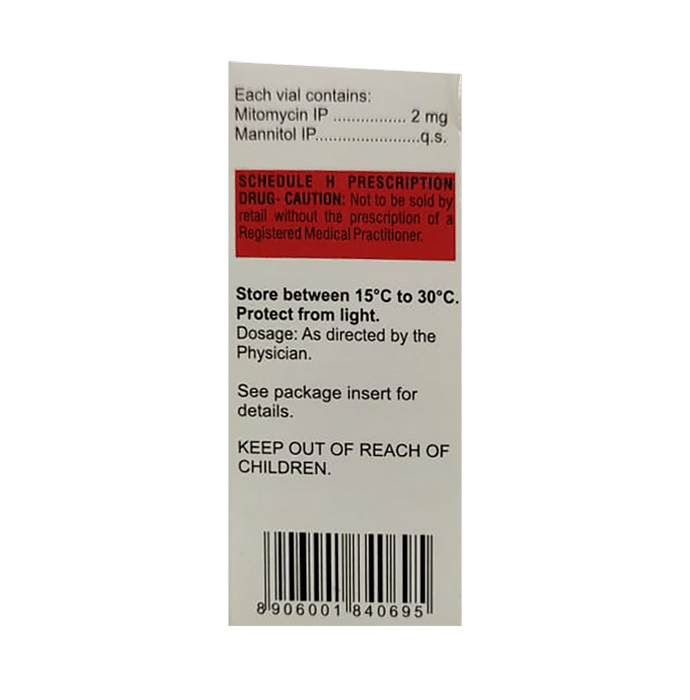 Each vial contains:
Mitomycin IP ................ 2 mg
Mannitol IP.......................q.s.
SCHEDULE H PRESCRIPTION
DRUG- CAUTION: Not to be sold by
retail without the prescription of a
Registered Medical Practitioner.
Store between 15°C to 30°C.
Protect from light.
Dosage: As directed by the
Physician.
See package insert for
details.
KEEP OUT OF REACH OF
CHILDREN.
8 906001 840695